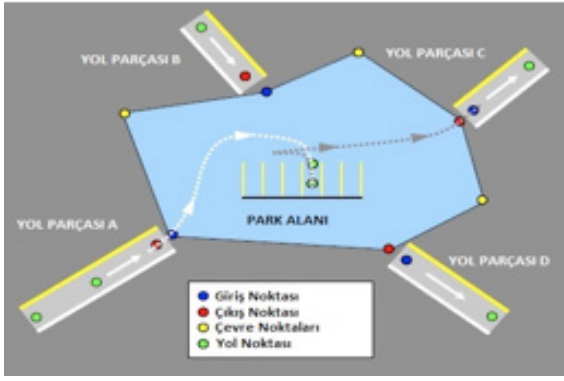 YOL PARÇASI B
YOL PARÇASI C
YOL PARÇASI A
PARK ALANI
YOL PARÇASI D
Giriş Noktası
Çıkış Noktası
Çevre Noktaları
Yol Noktası